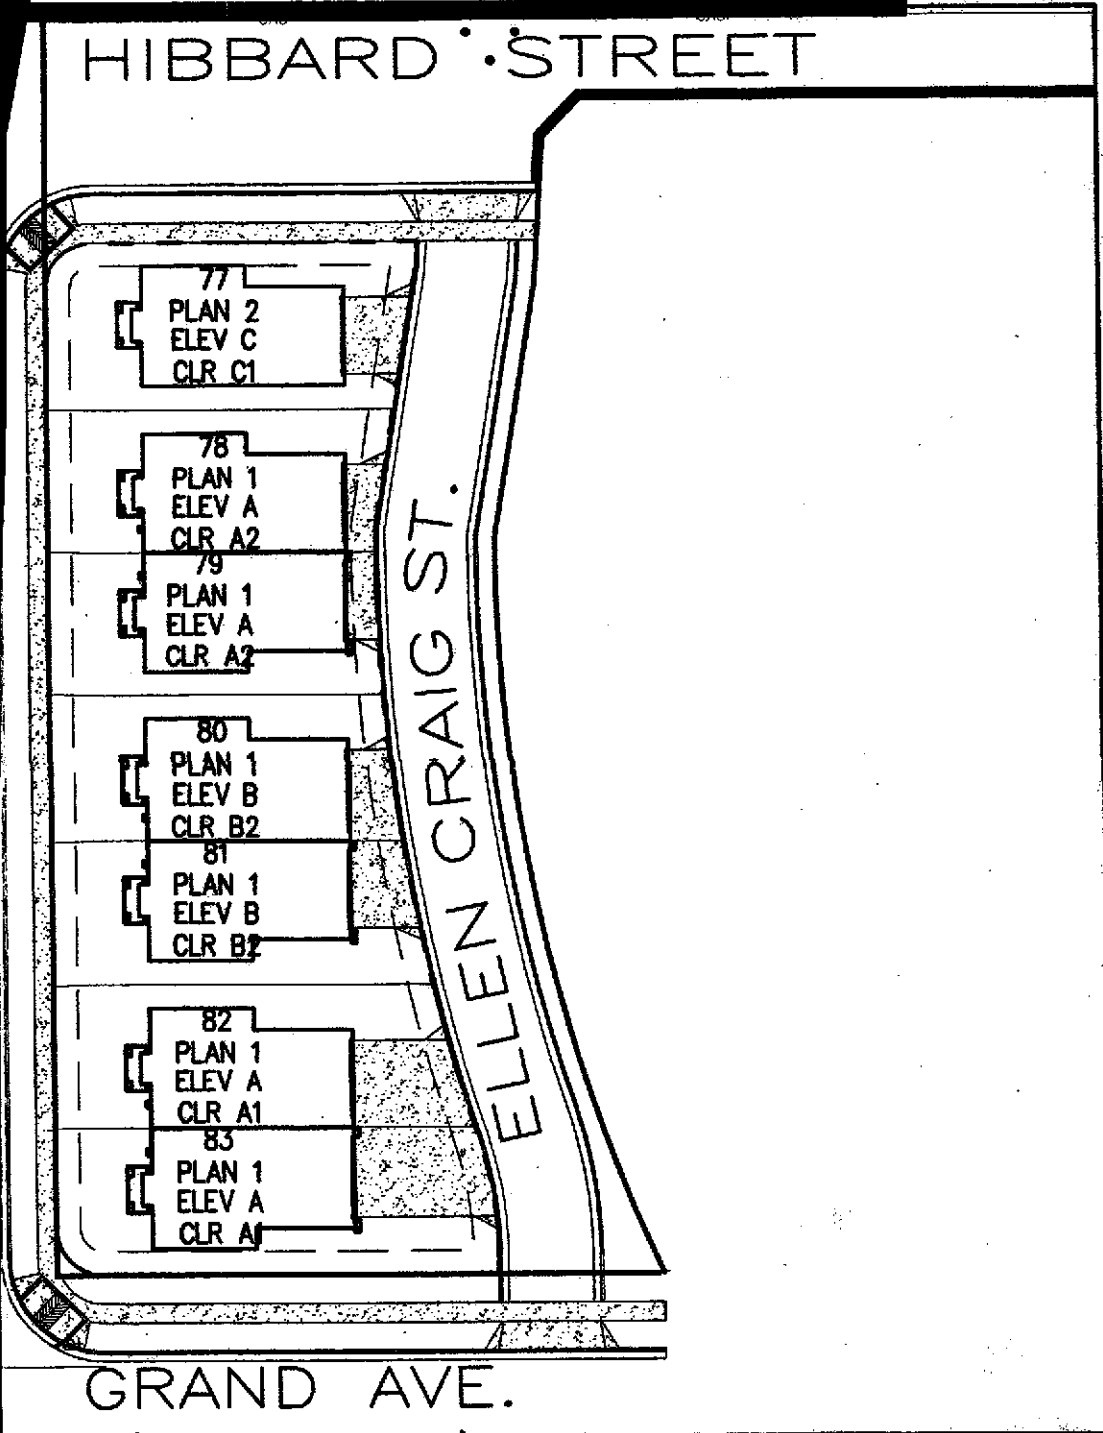 HIBBARD STREET
77
PLAN 2
ELEV C
CLR C1
78
PLAN 1
ELEV A
CLR A2
79
PLAN 1
ELEV A
CLR A2
80
PLAN 1
ELEV B
CLR B2
81
PLAN 1
ELEV B
CLR B2
82
PLAN 1
ELEV A
CLR A1
83
PLAN 1
ELEV A
CLR A1
ELLEN CRAIG ST.
GRAND AVE.